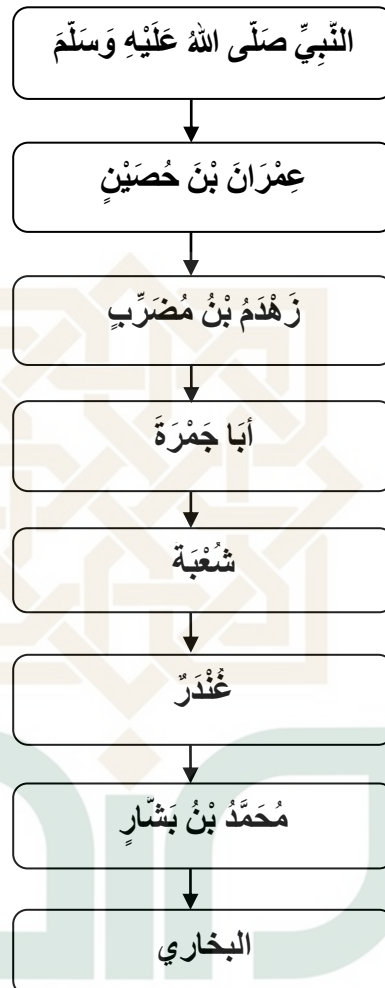 النَّبِيِّ صَلَّى اللهُ عَلَيْهِ وَسَلَّمَ
عِمْرَانَ بْنَ حُصَيْنٍ
زَهْدَمُ بْنُ مُضَرِّبٍ
أَبَا جَمْرَةَ
شُعْبَةُ
غُنْدَرٌ
مُحَمَّدُ بْنُ بَشَّارٍ
البخاري